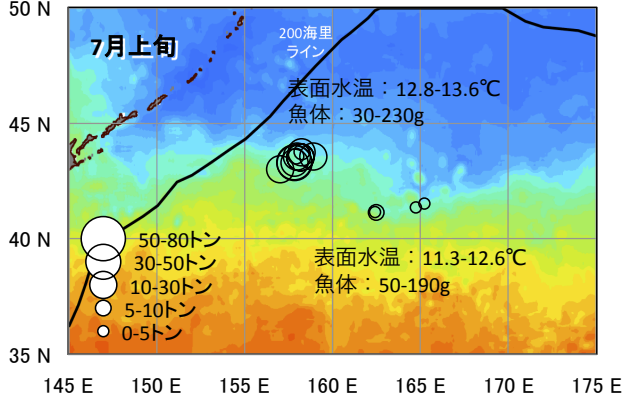 50 N
7月上旬
200海里
ライン
表面水温：12.8-13.6℃
魚体：30-230g
45 N
40 N
50-80トン
30-50トン
10-30トン
5-10トン
0-5トン
表面水温：11.3-12.6℃
魚体：50-190g
35 N
145 E
150 E
155 E
160 E
165 E
170 E
175 E